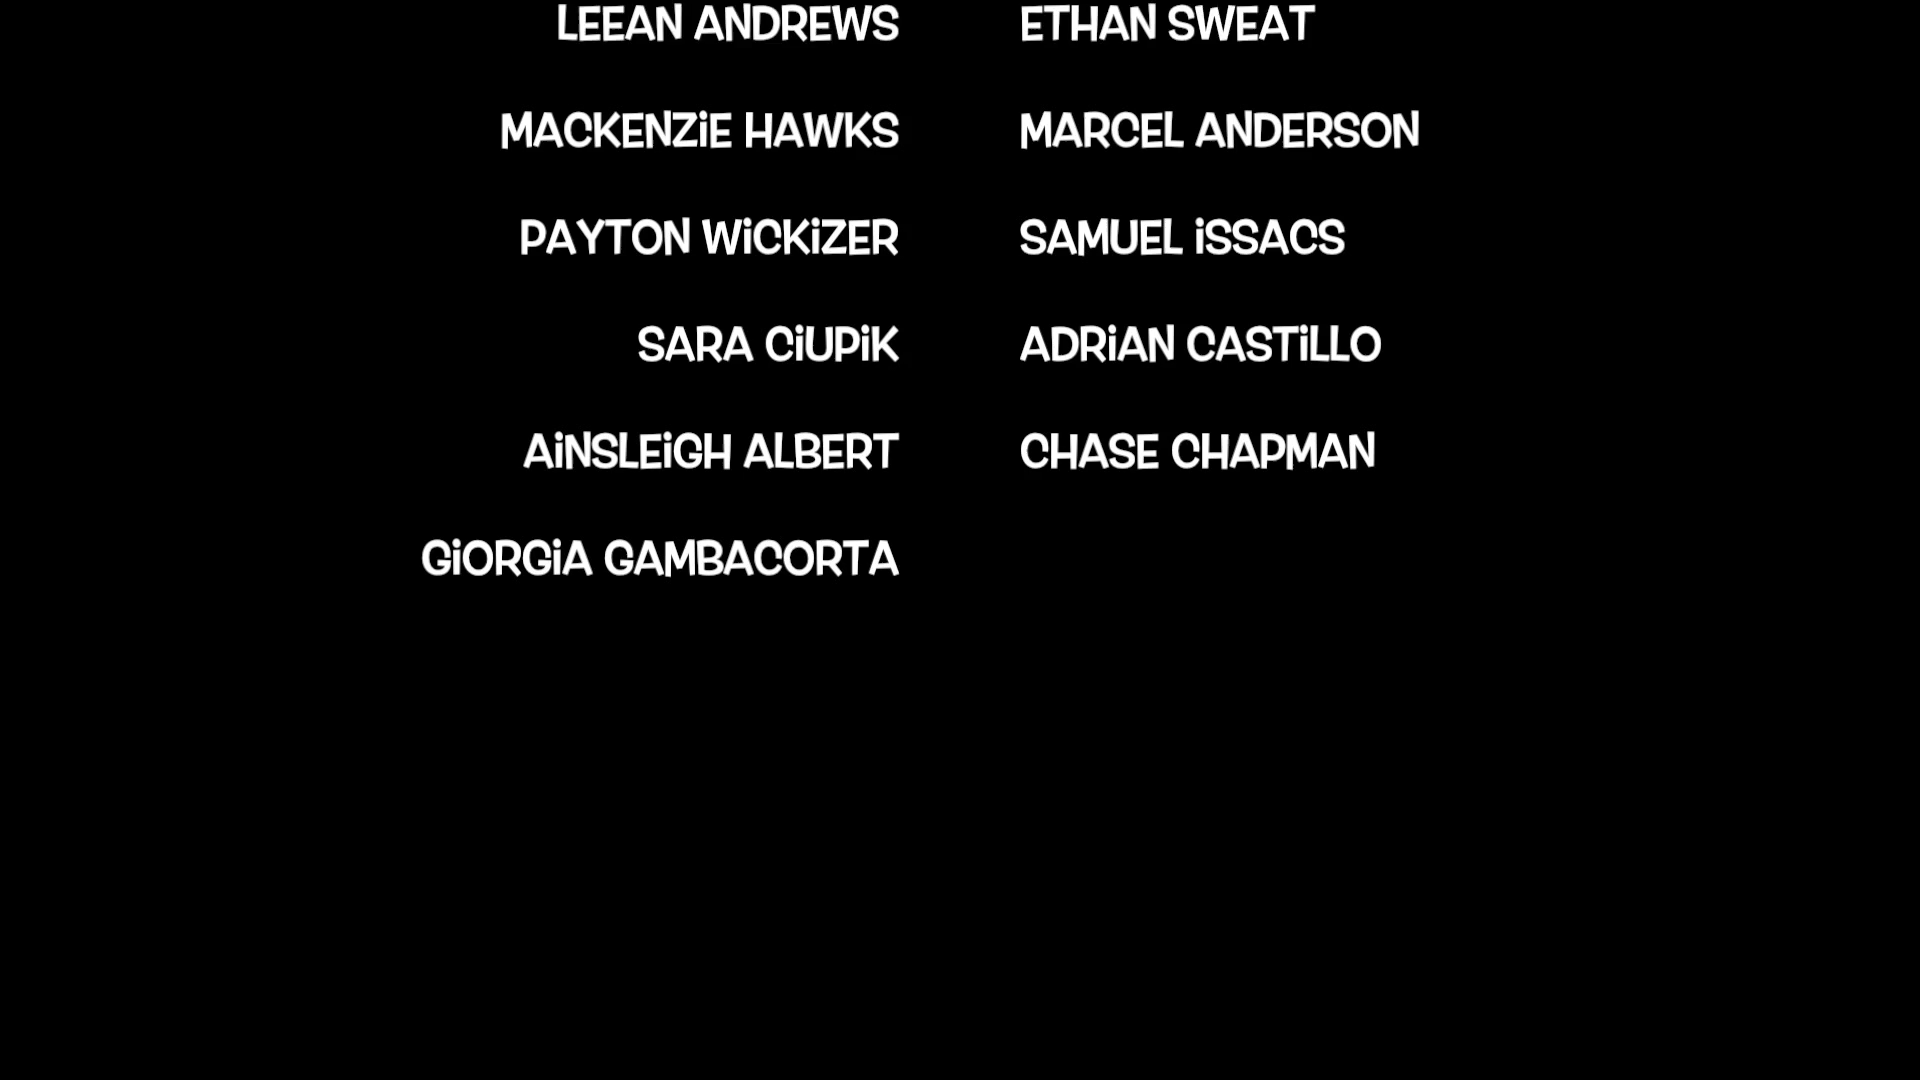 LEEAN ANDREWS ETHAN SWEAT
MACKENZiE HAWKS MARCEL ANDERSON
PAYTON WiCKiZER SAMUEL iSSACS
SARA CiUPiK ADRiAN CASTiLLO
AiNSLEiGH ALBERT CHASE CHAPMAN
GiORGiA GAMBACORTA